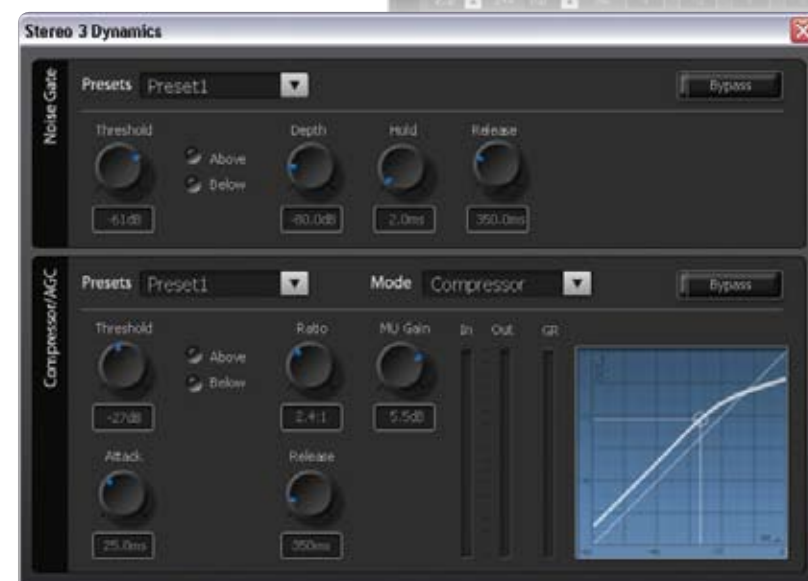 Stereo 3 Dynamics
Noise Gate
Presets Preset1 Bypass
Threshold Depth Hold Release
Above
Below
-61dB -80.0dB 2.0ms 350.0ms
Compressor/AGC
Presets Preset1 Mode Compressor Bypass
Threshold Ratio MU Gain In Out GR
Above
Below
-27dB 2.4:1 5.5dB
Attack Release
25.0ms 350ms